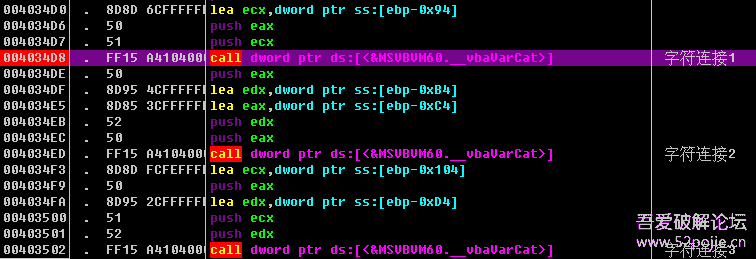 004034D0 . 8D8D 6CFFFFFF lea ecx,dword ptr ss:[ebp-0x94]
004034D6 . 50 push eax
004034D7 . 51 push ecx
004034D8 . FF15 A4104000 call dword ptr ds:[<&MSVBVM60.__vbaVarCat>] 字符连接1
004034DE . 50 push eax
004034DF . 8D95 4CFFFFFF lea edx,dword ptr ss:[ebp-0xB4]
004034E5 . 8D85 3CFFFFFF lea eax,dword ptr ss:[ebp-0xC4]
004034EB . 52 push edx
004034EC . 50 push eax
004034ED . FF15 A4104000 call dword ptr ds:[<&MSVBVM60.__vbaVarCat>] 字符连接2
004034F3 . 8D8D FCFEFFFF lea ecx,dword ptr ss:[ebp-0x104]
004034F9 . 50 push eax
004034FA . 8D95 2CFFFFFF lea edx,dword ptr ss:[ebp-0xD4]
00403500 . 51 push ecx
00403501 . 52 push edx
00403502 . FF15 A4104000 call dword ptr ds:[<&MSVBVM60.__vbaVarCat>] 字符连接3
吾爱破解论坛
www.52pojie.cn